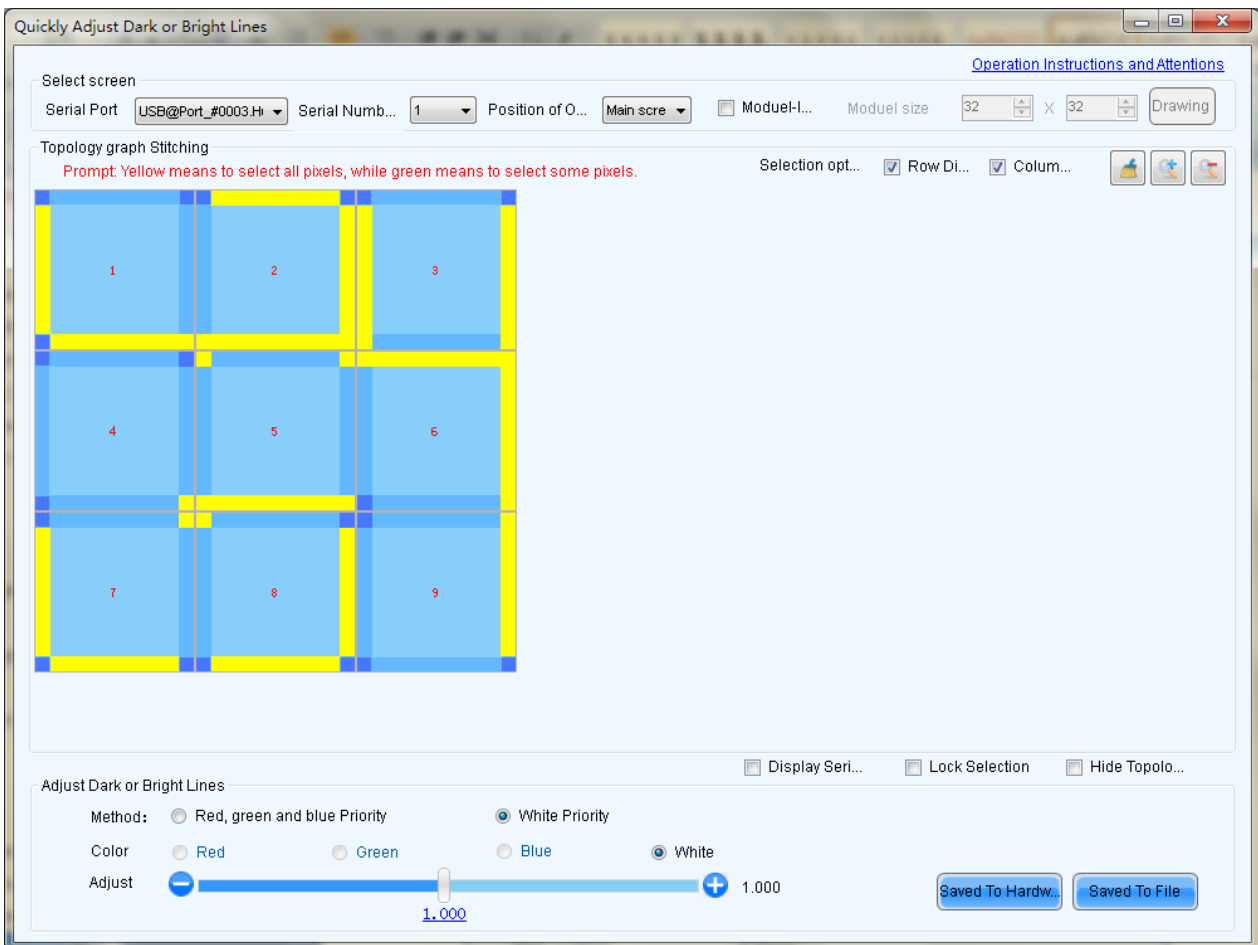 Quickly Adjust Dark or Bright Lines
Operation Instructions and Attentions
Select screen
Serial Port USB@Port_#0003.Hu Serial Numb... 1 Position of O... Main scre Moduel-I... Moduel size 32 X 32 Drawing
Topology graph Stitching
Prompt: Yellow means to select all pixels, while green means to select some pixels. Selection opt... Row Di... Colum...
1 2 3
4 5 6
7 8 9
Display Seri... Lock Selection Hide Topolo...
Adjust Dark or Bright Lines
Method: Red, green and blue Priority White Priority
Color Red Green Blue White
Adjust 1.000
1.000
Saved To Hardw... Saved To File